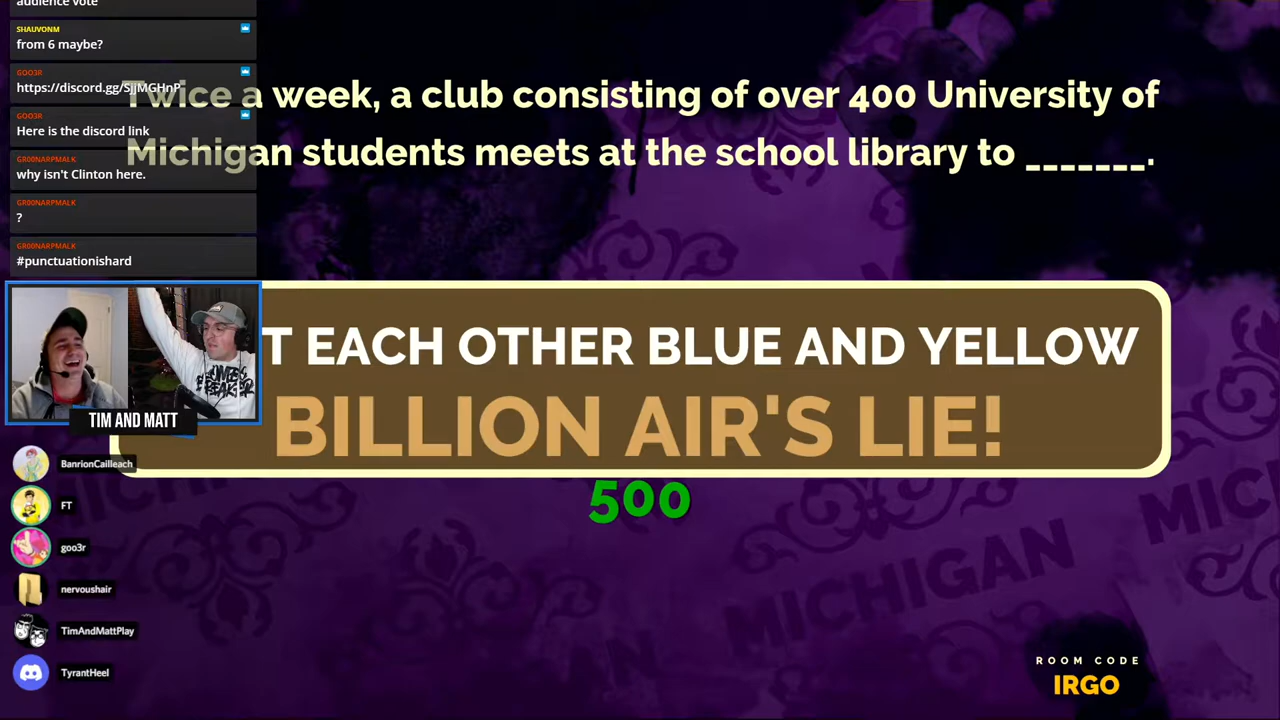 audience vote
SHAUVONM
from 6 maybe?
GOO3R
https://discord.gg/SjjMGHnP
GOO3R
Here is the discord link
GR00NARPMALK
why isn't Clinton here.
GR00NARPMALK
?
GR00NARPMALK
#punctuationishard
Twice a week, a club consisting of over 400 University of
Michigan students meets at the school library to _______.
T EACH OTHER BLUE AND YELLOW
BILLION AIR'S LIE!
500
TIM AND MATT
BanrionCailleach
FT
goo3r
nervoushair
TimAndMattPlay
TyrantHeel
MICHIGAN
ROOM CODE
IRGO